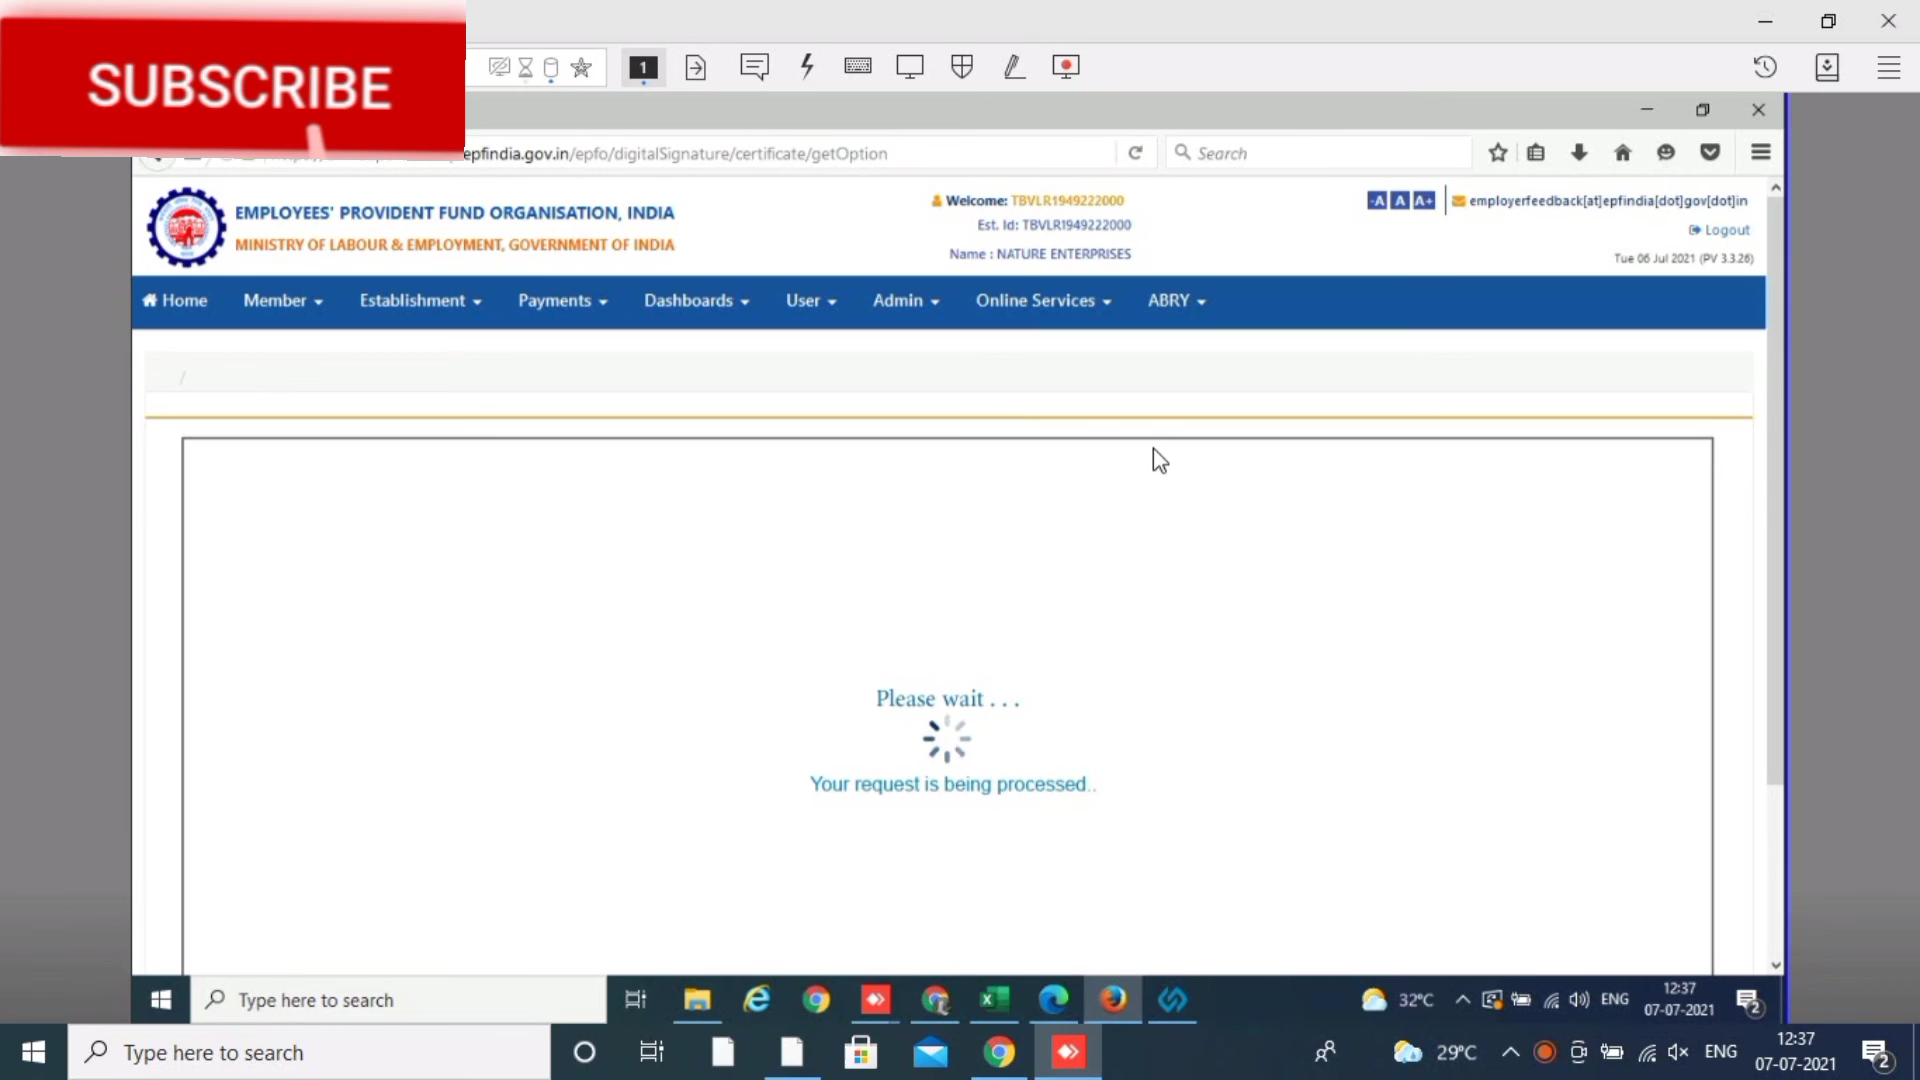 SUBSCRIBE
1
epfindia.gov.in/epfo/digitalSignature/certificate/getOption
Search
EMPLOYEES' PROVIDENT FUND ORGANISATION, INDIA
MINISTRY OF LABOUR & EMPLOYMENT, GOVERNMENT OF INDIA
Welcome: TBVLR1949222000
Est. Id: TBVLR1949222000
Name : NATURE ENTERPRISES
-A A A+ employerfeedback[at]epfindia[dot]gov[dot]in
Logout
Tue 06 Jul 2021 (PV 3.3.26)
Home Member Establishment Payments Dashboards User Admin Online Services ABRY
/
Please wait . . .
Your request is being processed..
Type here to search
32°C ENG
12:37
07-07-2021
2
Type here to search
29°C ENG
12:37
07-07-2021
2